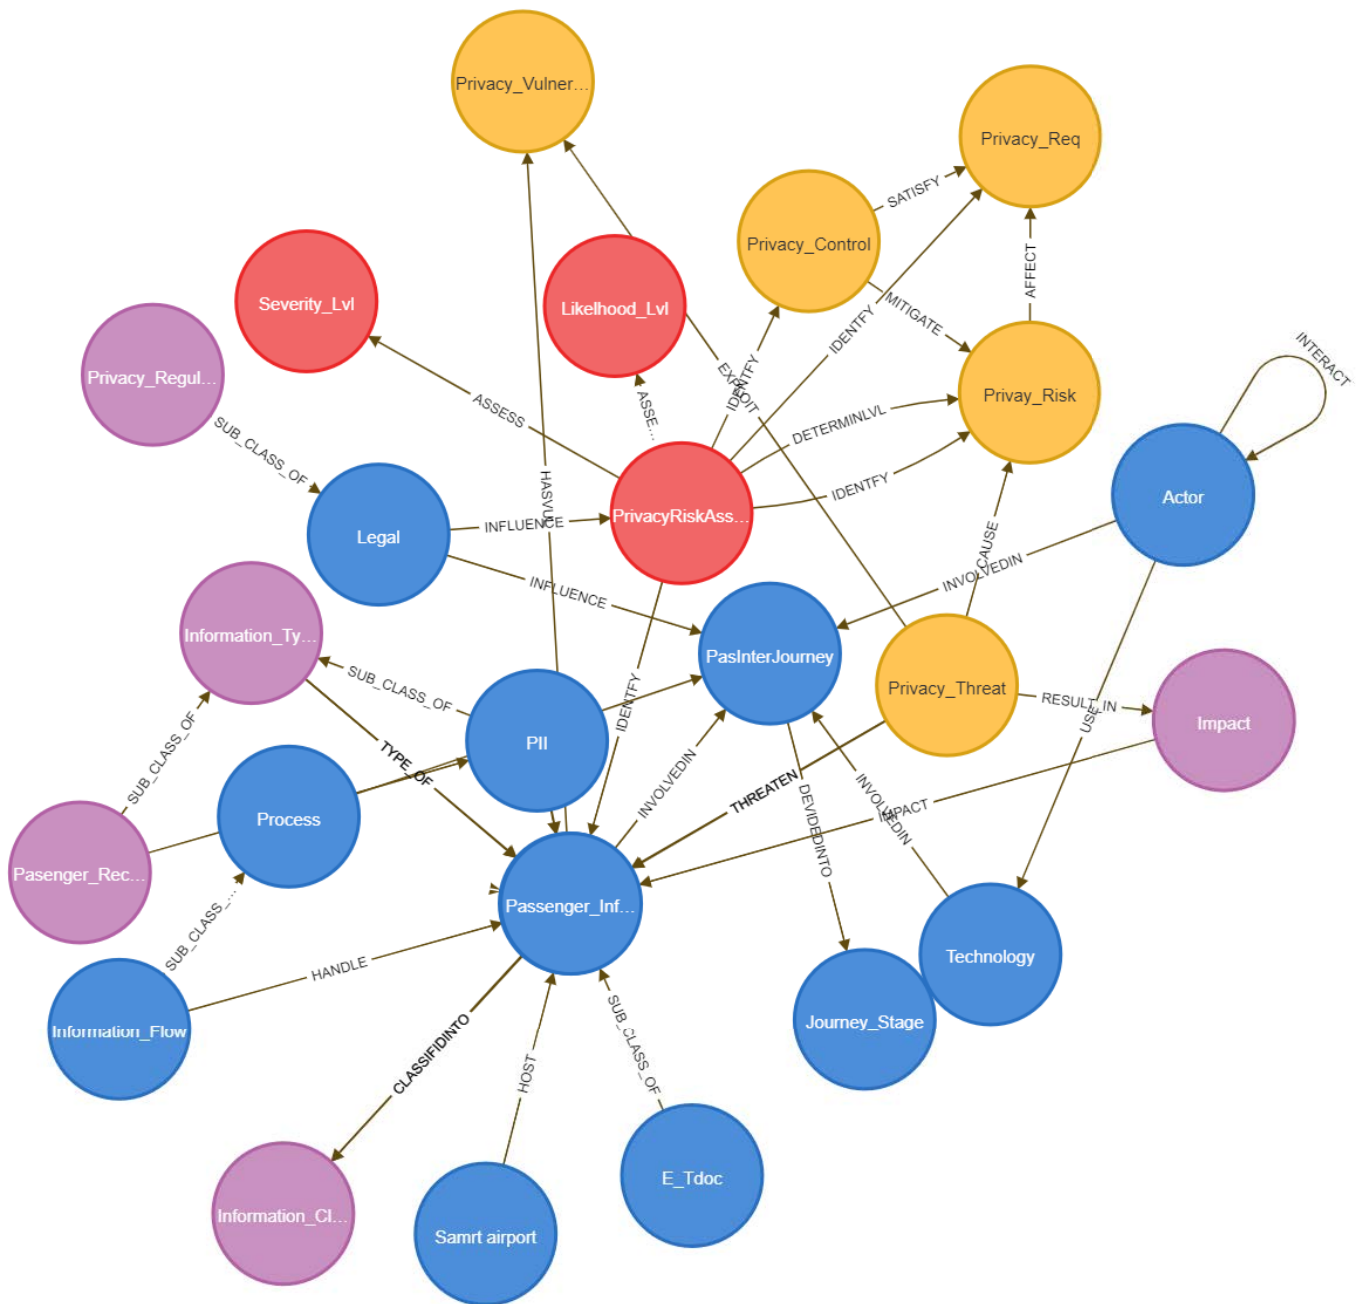 Privacy_Vulner...
Privacy_Req
SATISFY
Privacy_Control
AFFECT
Severity_Lvl
Likelhood_Lvl
MITIGATE
IDENTFY
IDENTFY
INTERACT
Privacy_Regul...
EXPLOIT
Privay_Risk
ASSESS
ASSE...
DETERMINLVL
SUB_CLASS_OF
HASVU
IDENTFY
Actor
PrivacyRiskAss...
INFLUENCE
Legal
CAUSE
INVOLVEDIN
INFLUENCE
Information_Ty...
PasInterJourney
SUB_CLASS_OF
IDENTFY
Privacy_Threat
RESULT_IN
USE
Impact
PII
SUB_CLASS_OF
TYPE_OF
INVOLVEDIN
THREATEN
DEVIDEDINTO
INVOLVEDIN
IMPACT
Process
Pasenger_Rec...
Passenger_Inf...
SUB_CLASS_...
Technology
HANDLE
Information_Flow
CLASSIFIDINTO
HOST
SUB_CLASS_OF
Journey_Stage
E_Tdoc
Information_Cl...
Samrt airport